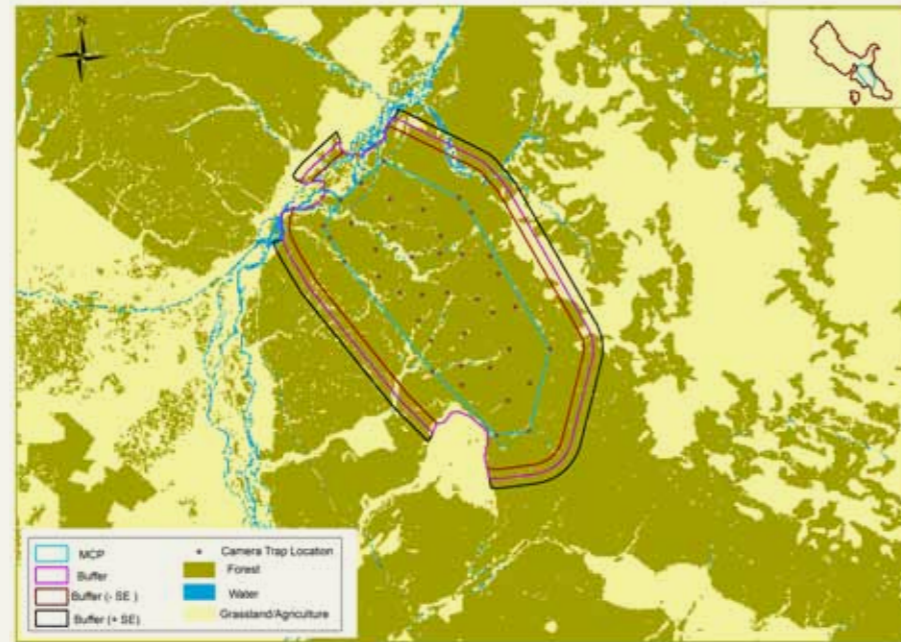 N
MCP
Buffer
Buffer (- SE )
Buffer (+ SE)
Camera Trap Location
Forest
Water
Grassland/Agriculture